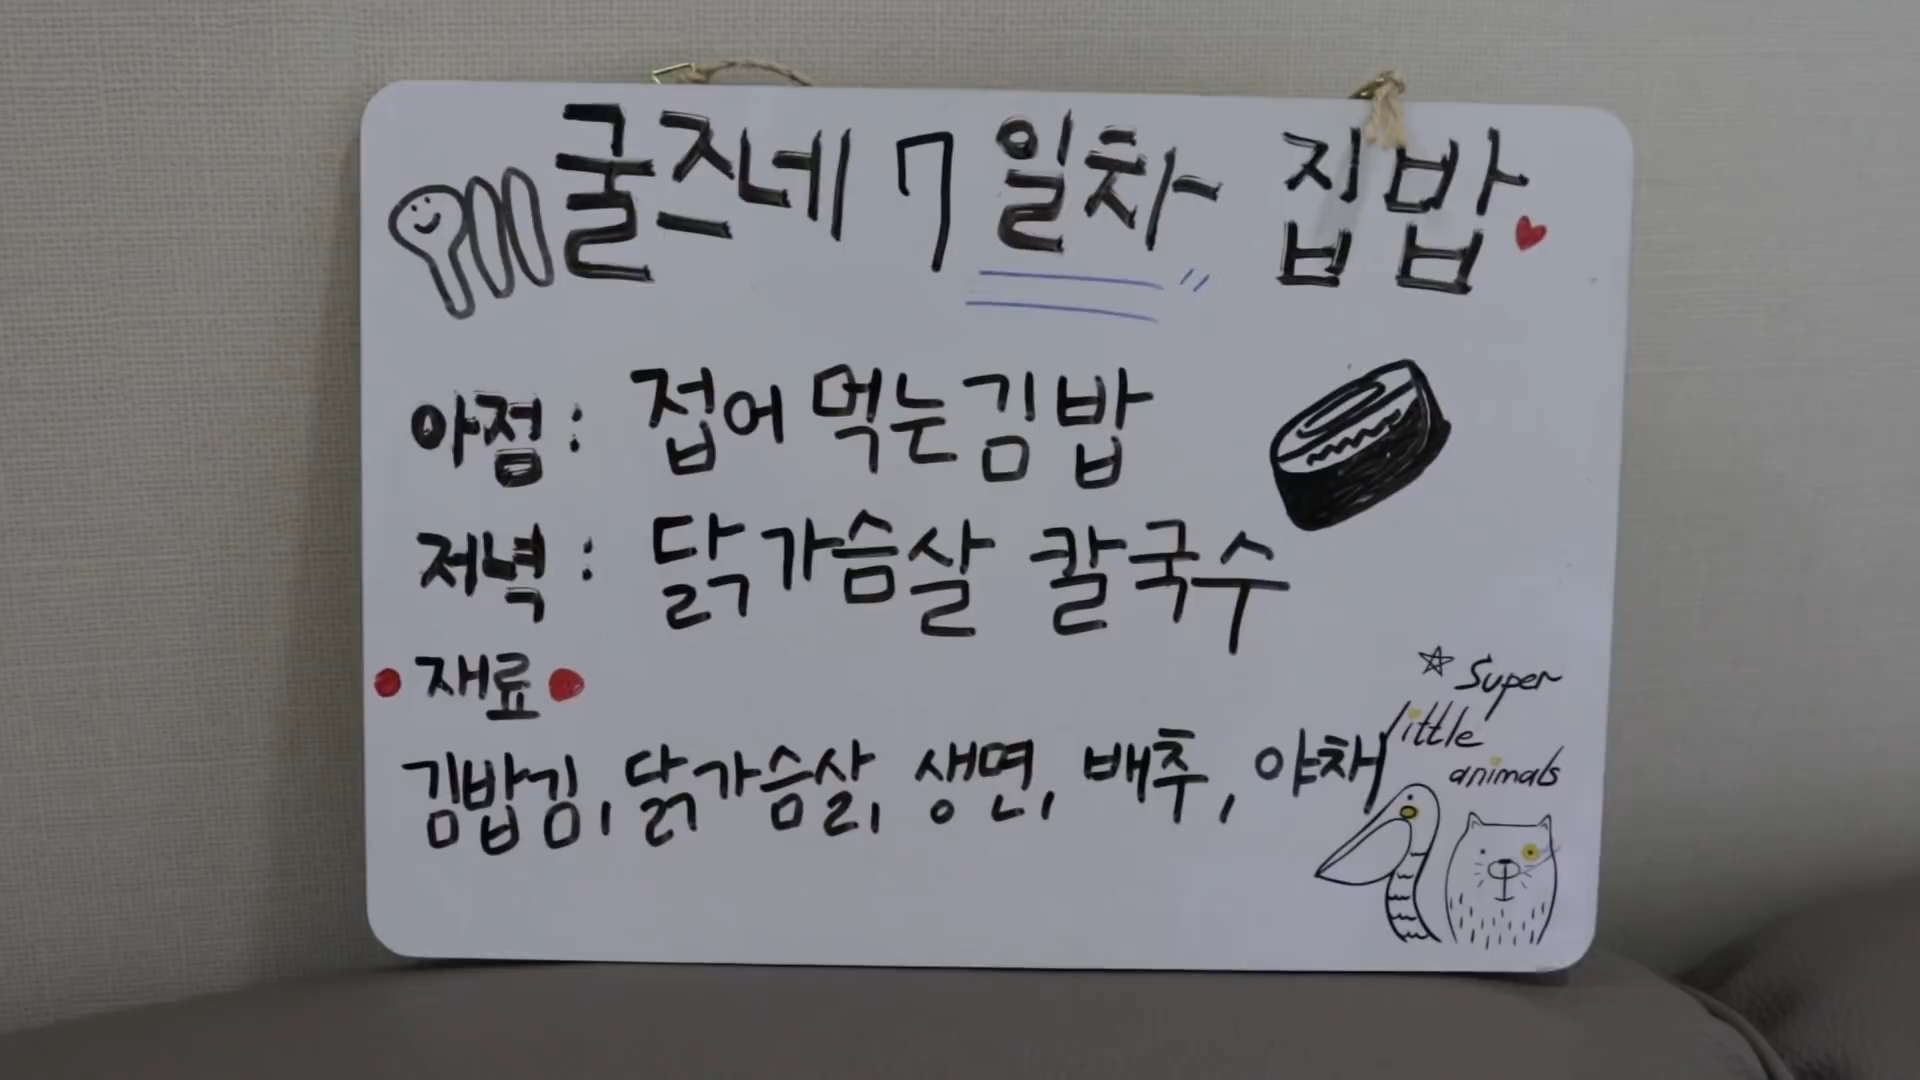 굴즈네 7일차 집밥
아점 : 접어 먹는 김밥
저녁 : 닭가슴살 칼국수
재료
김밥김, 닭가슴살, 생면, 배추, 야채
Super
little
animals